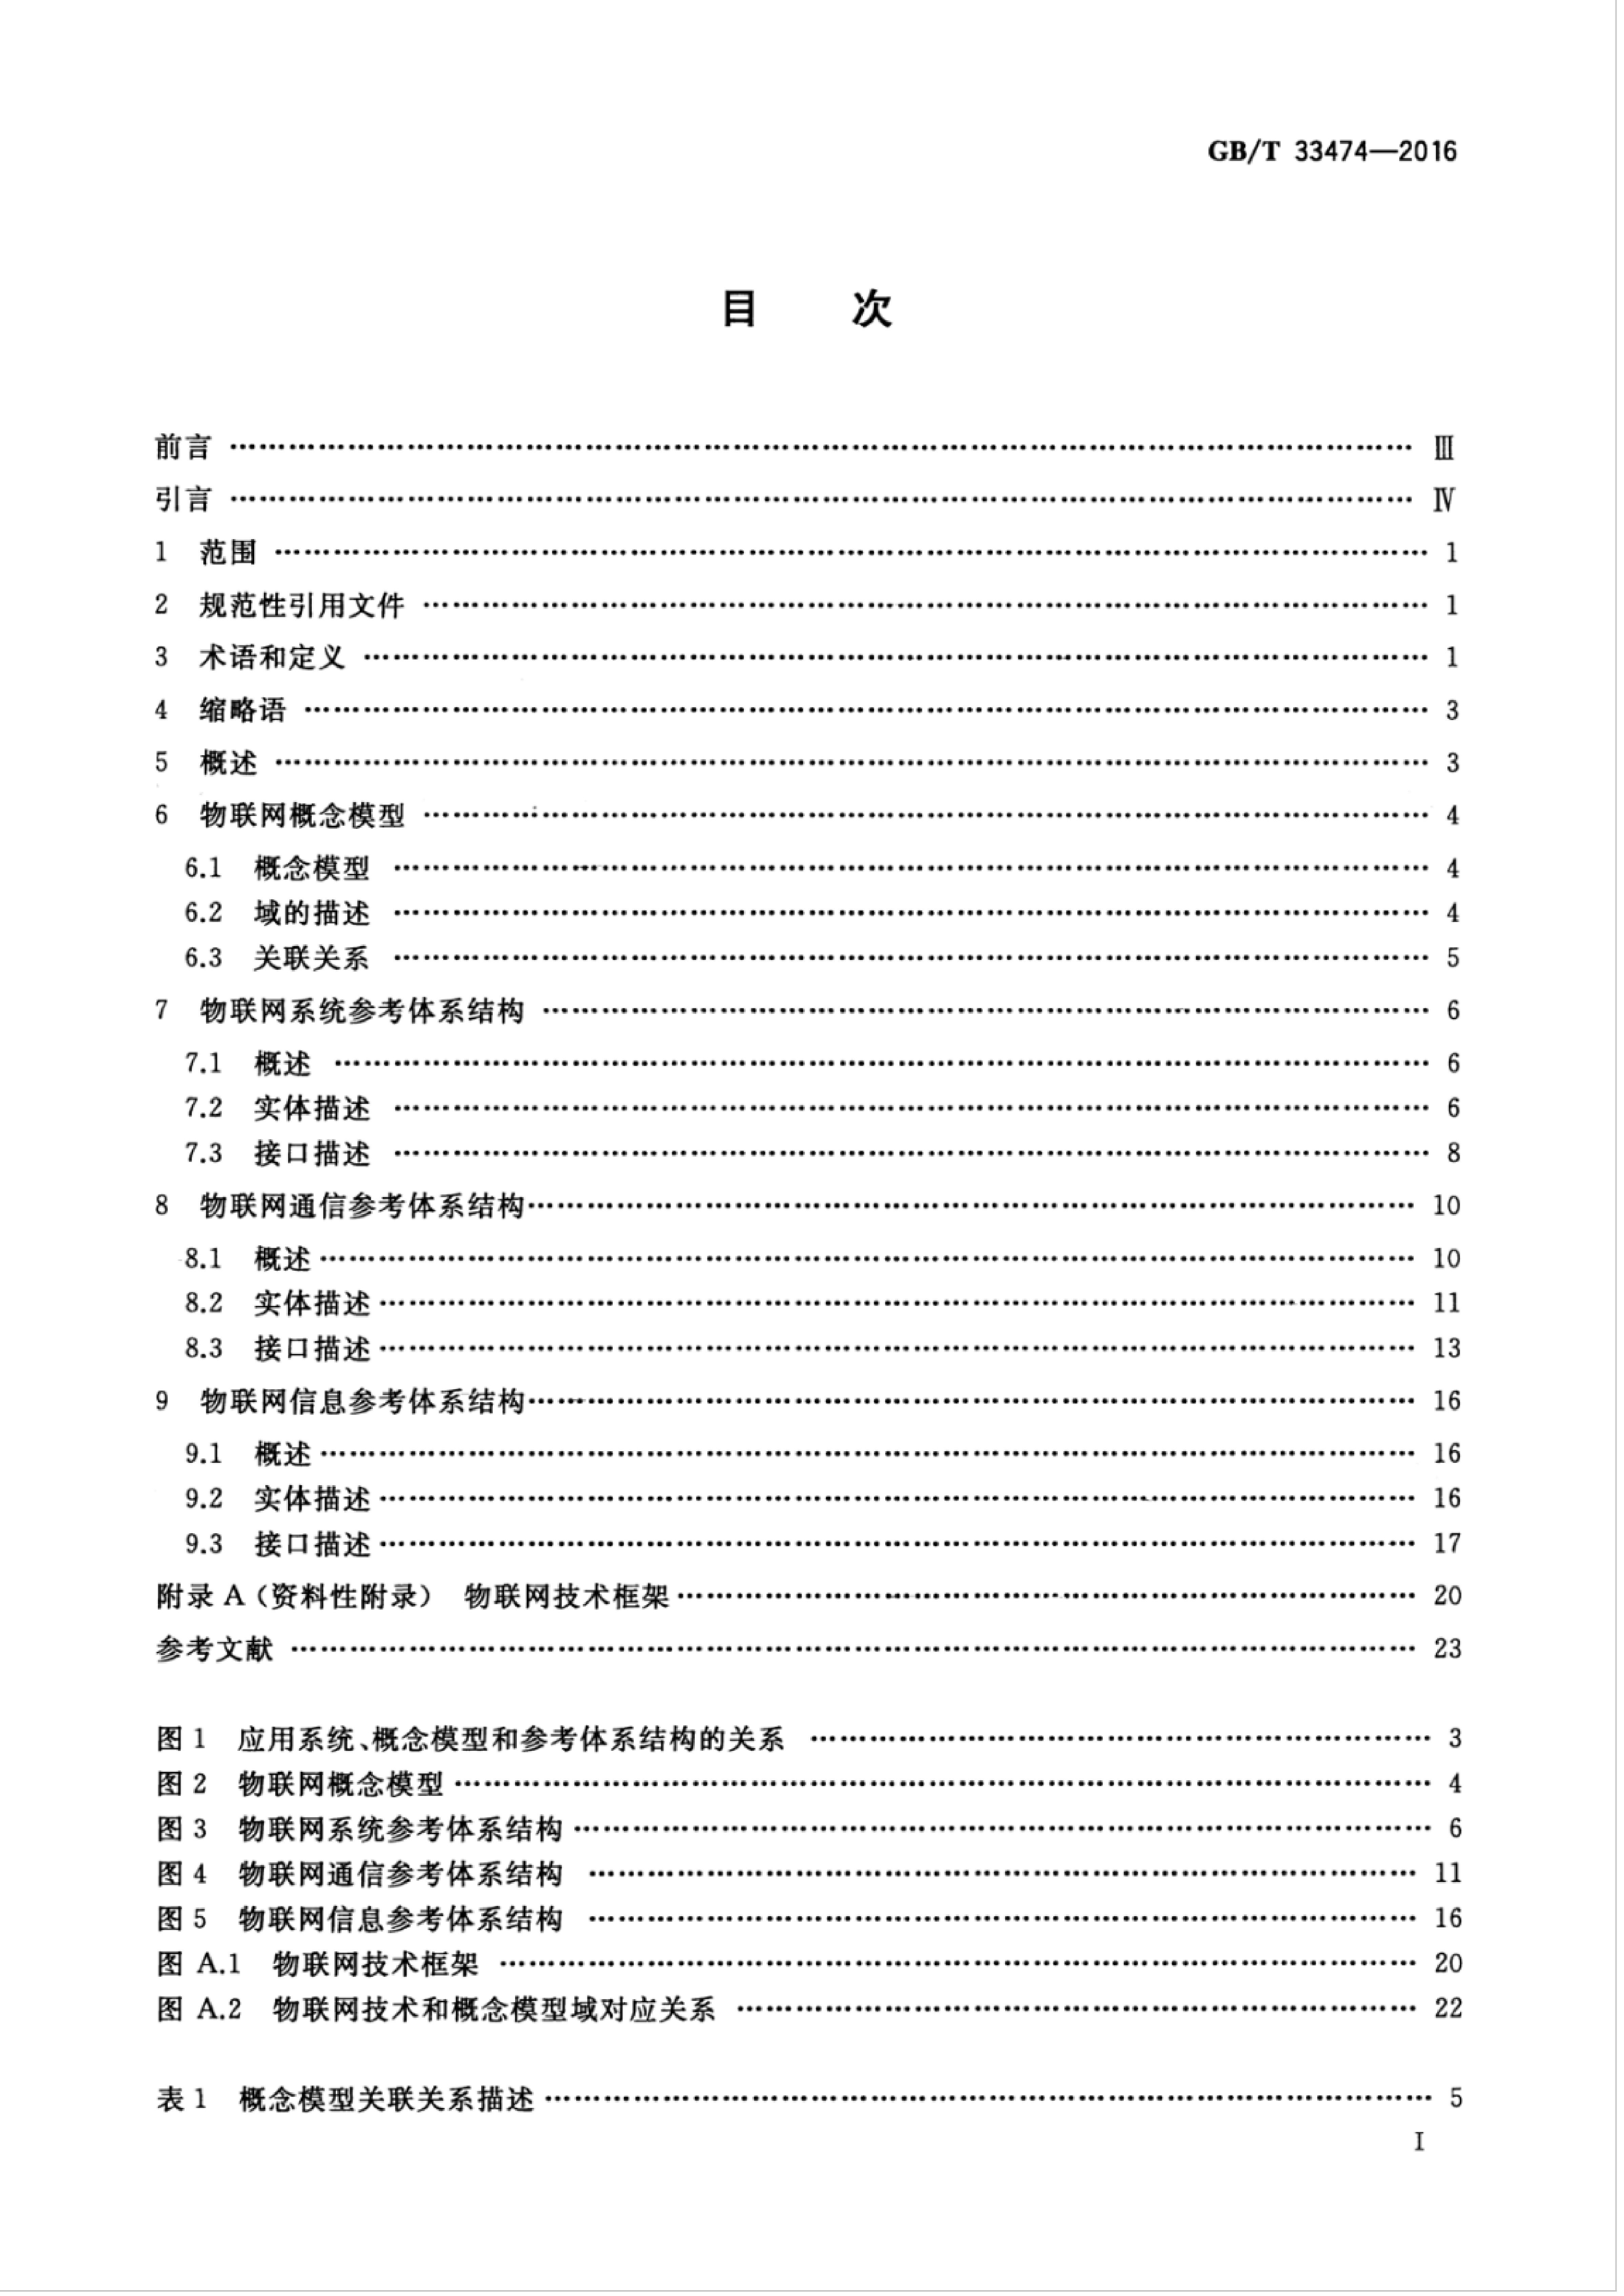 GB/T 33474—2016
目 次
前言 …… Ⅲ
引言 …… Ⅳ
1 范围 …… 1
2 规范性引用文件 …… 1
3 术语和定义 …… 1
4 缩略语 …… 3
5 概述 …… 3
6 物联网概念模型 …… 4
6.1 概念模型 …… 4
6.2 域的描述 …… 4
6.3 关联关系 …… 5
7 物联网系统参考体系结构 …… 6
7.1 概述 …… 6
7.2 实体描述 …… 6
7.3 接口描述 …… 8
8 物联网通信参考体系结构 …… 10
8.1 概述 …… 10
8.2 实体描述 …… 11
8.3 接口描述 …… 13
9 物联网信息参考体系结构 …… 16
9.1 概述 …… 16
9.2 实体描述 …… 16
9.3 接口描述 …… 17
附录 A(资料性附录) 物联网技术框架 …… 20
参考文献 …… 23
图 1 应用系统、概念模型和参考体系结构的关系 …… 3
图 2 物联网概念模型 …… 4
图 3 物联网系统参考体系结构 …… 6
图 4 物联网通信参考体系结构 …… 11
图 5 物联网信息参考体系结构 …… 16
图 A.1 物联网技术框架 …… 20
图 A.2 物联网技术和概念模型域对应关系 …… 22
表 1 概念模型关联关系描述 …… 5
Ⅰ